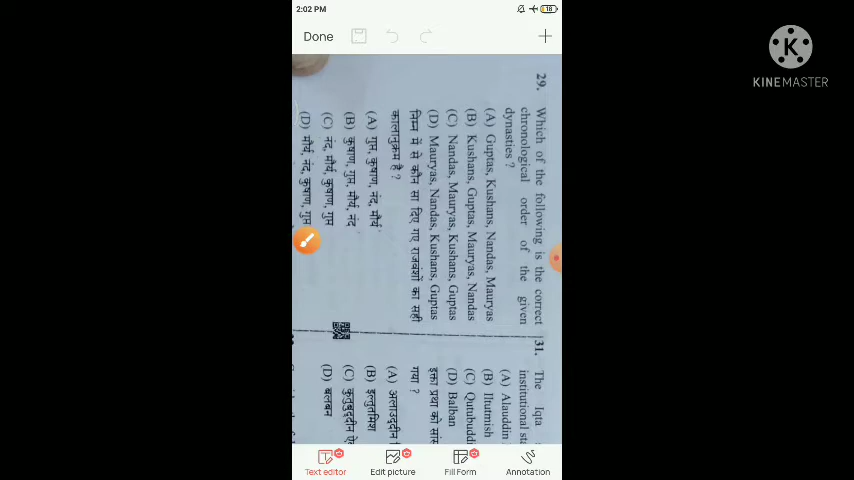 2:02 PM
18
Done
K
KINEMASTER
29. Which of the following is the correct
chronological order of the given
dynasties ?
(A) Guptas, Kushans, Nandas, Mauryas
(B) Kushans, Guptas, Mauryas, Nandas
(C) Nandas, Mauryas, Kushans, Guptas
(D) Mauryas, Nandas, Kushans, Guptas
निम्न में से कौन सा दिए गए राजवंशों का सही
कालानुक्रम है ?
(A) गुप्त, कुषाण, नंद, मौर्य
(B) कुषाण, गुप्त, मौर्य, नंद
(C) नंद, मौर्य, कुषाण, गुप्त
(D) मौर्य, नंद, कुषाण, गुप्त
31. The Iqta
institutional
(A) Alauddin
(B) Iltutmish
(C)
(D) Balban
इक्ता प्रथा को
गया ?
(A) अलाउद्दीन
(B) इल्तुतमिश
(C) कुतुबुद्दीन
(D) बलबन
Text editor
Edit picture
Fill Form
Annotation